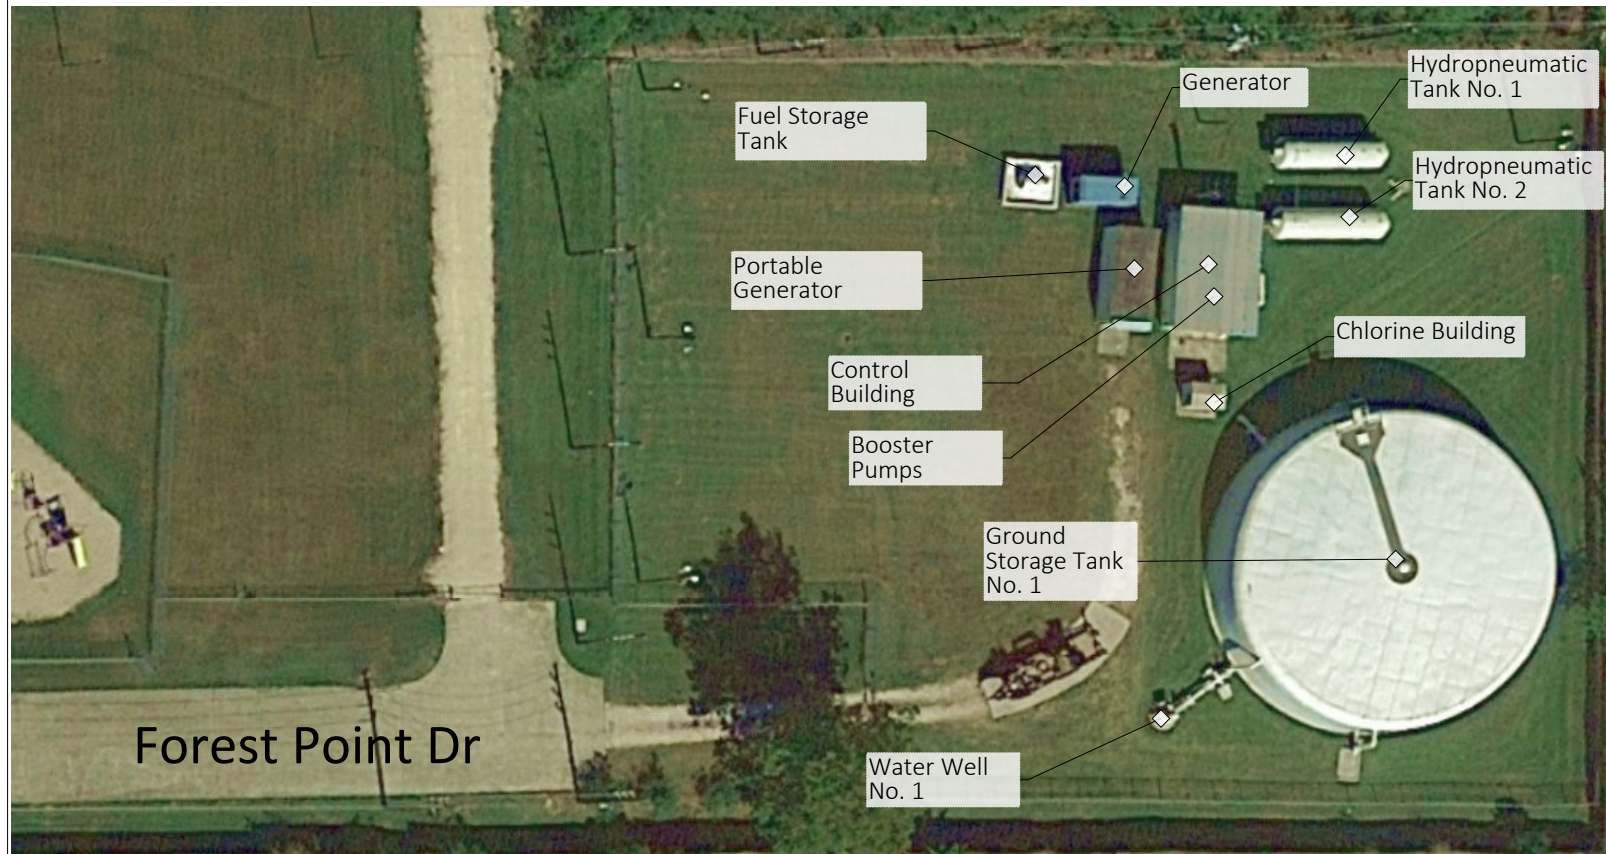 Hydropneumatic
Tank No. 1
Generator
Fuel Storage
Tank
Hydropneumatic
Tank No. 2
Portable
Generator
Chlorine Building
Control
Building
Booster
Pumps
Ground
Storage Tank
No. 1
Forest Point Dr
Water Well
No. 1